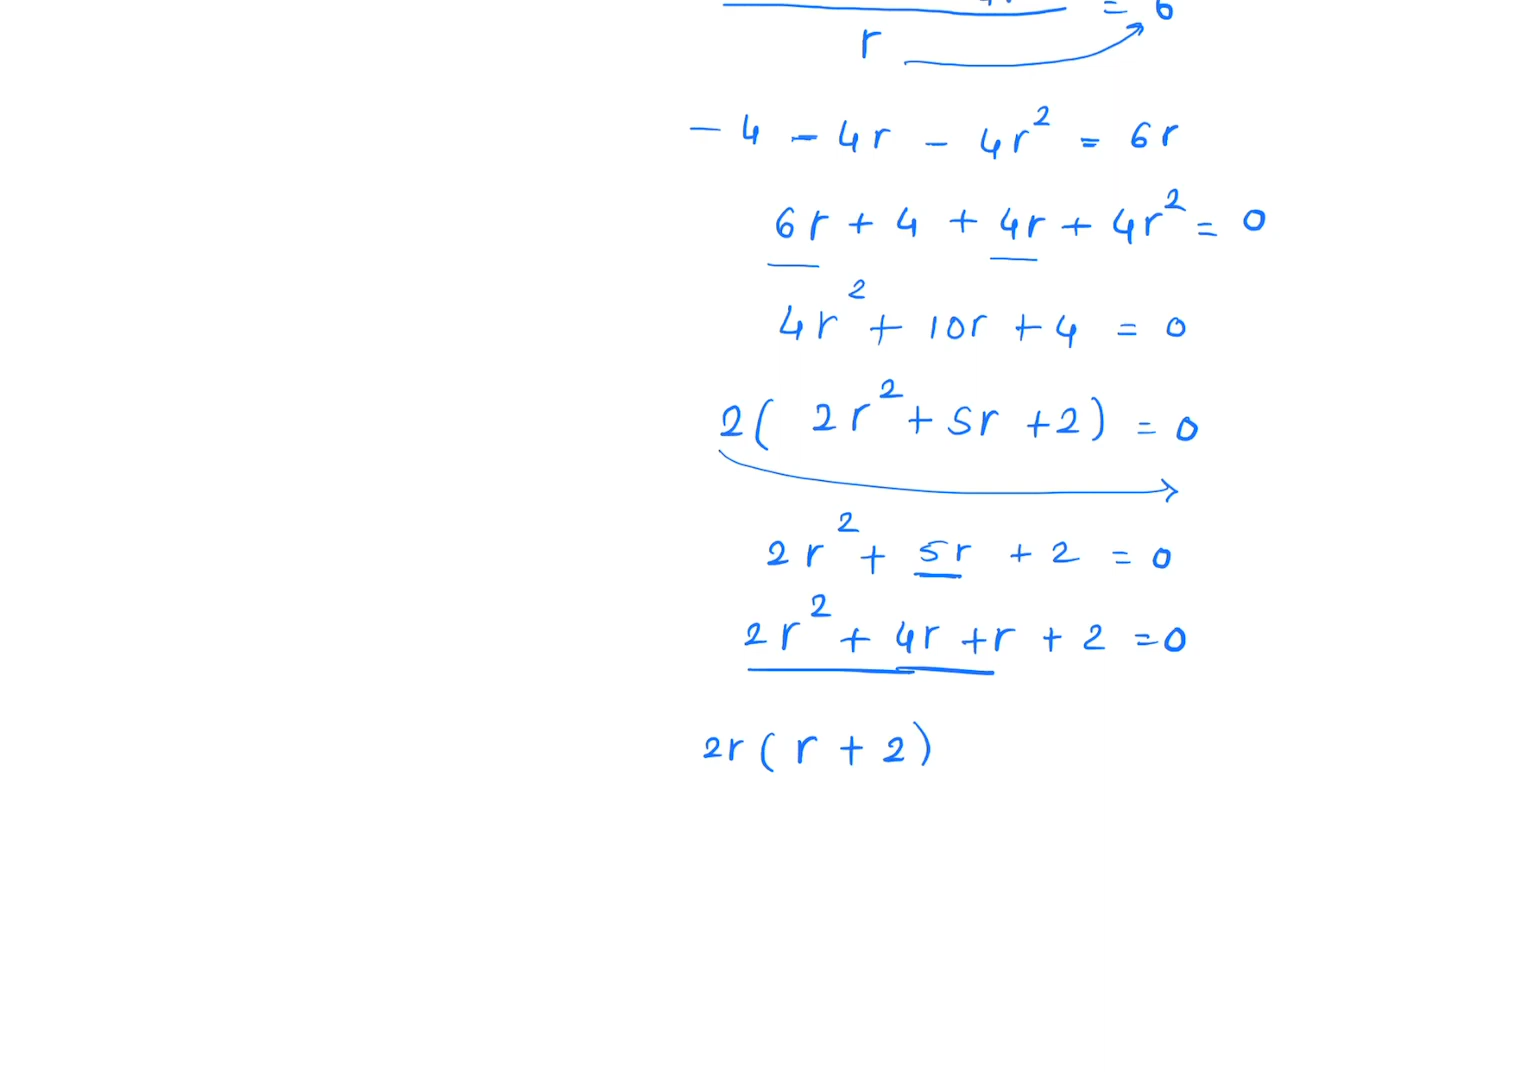 = 6
r
- 4 - 4r - 4r² = 6r
6r + 4 + 4r + 4r² = 0
4r² + 10r + 4 = 0
2( 2r² + 5r + 2) = 0
2r² + 5r + 2 = 0
2r² + 4r + r + 2 = 0
2r ( r + 2)